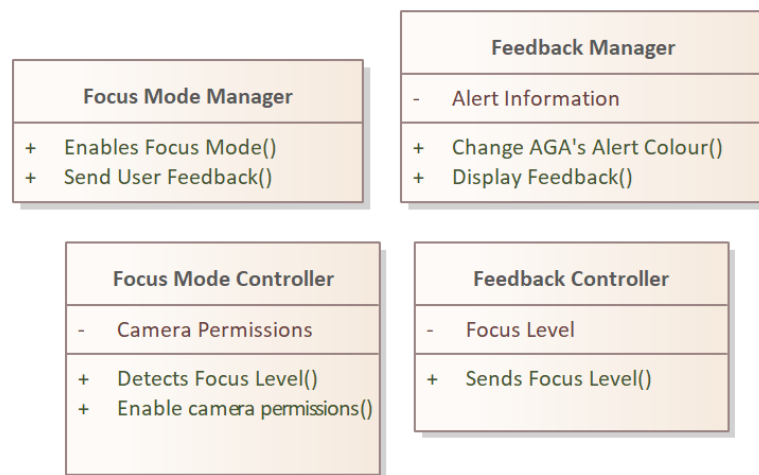 Focus Mode Manager
+ Enables Focus Mode()
+ Send User Feedback()
Feedback Manager
- Alert Information
+ Change AGA's Alert Colour()
+ Display Feedback()
Focus Mode Controller
- Camera Permissions
+ Detects Focus Level()
+ Enable camera permissions()
Feedback Controller
- Focus Level
+ Sends Focus Level()